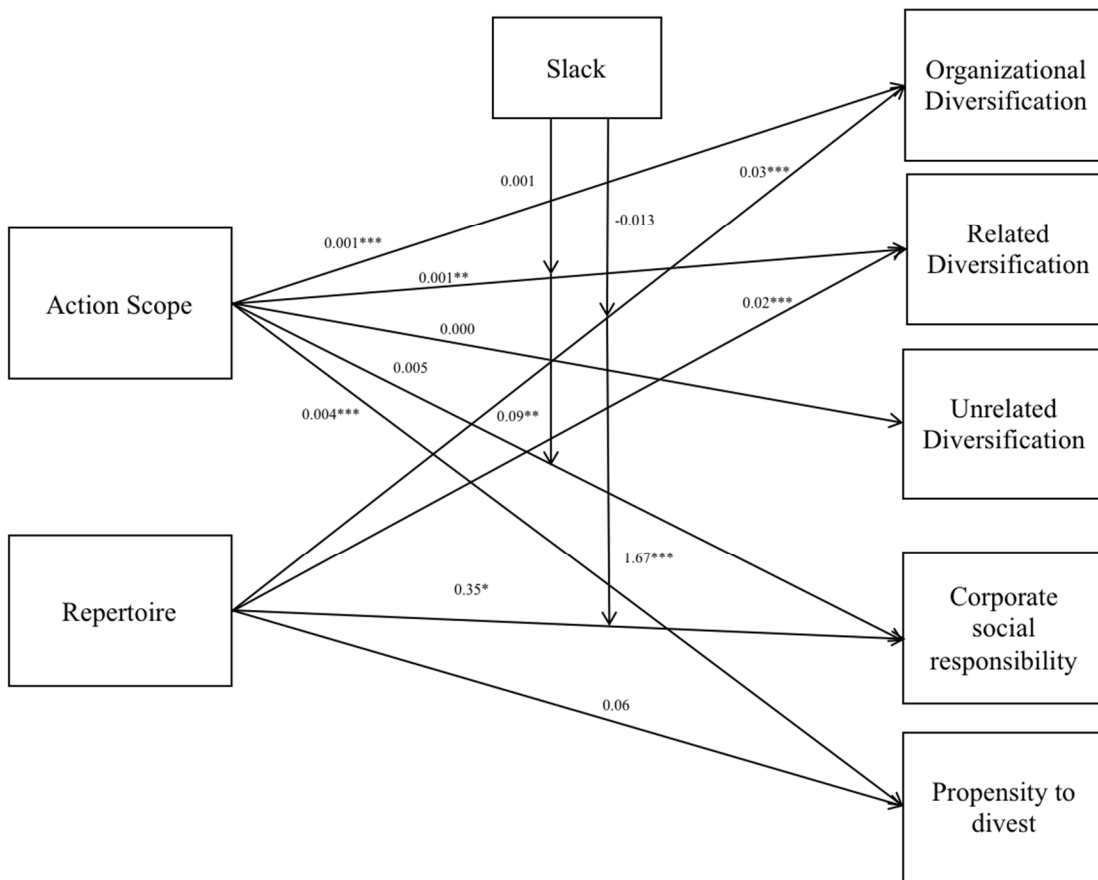 Slack
Organizational
Diversification
0.03***
0.001
-0.013
0.001***
Related
Diversification
Action Scope
0.001**
0.02***
0.000
0.005
0.004***
0.09**
Unrelated
Diversification
Repertoire
0.35*
1.67***
Corporate
social
responsibility
0.06
Propensity to
divest